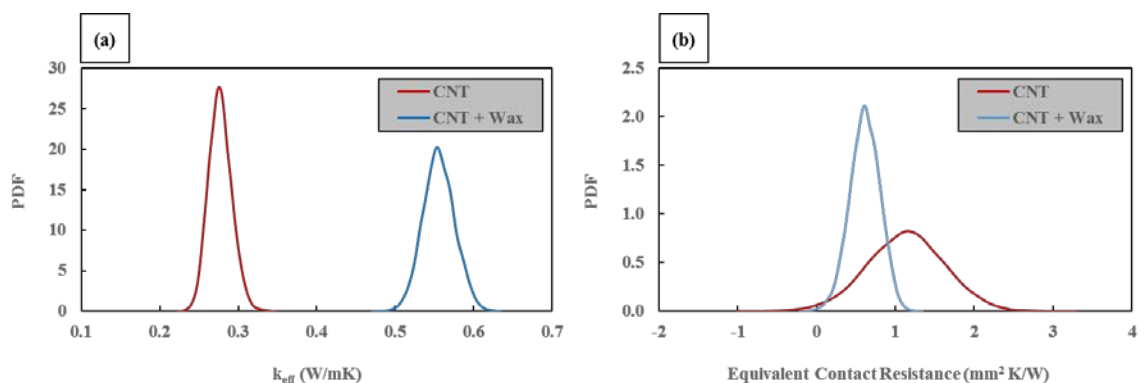 (a)
30
25
20
15
10
5
0
PDF
CNT
CNT + Wax
0.1 0.2 0.3 0.4 0.5 0.6 0.7
k_eff (W/mK)
(b)
2.5
2.0
1.5
1.0
0.5
0.0
PDF
CNT
CNT + Wax
-2 -1 0 1 2 3 4
Equivalent Contact Resistance (mm² K/W)